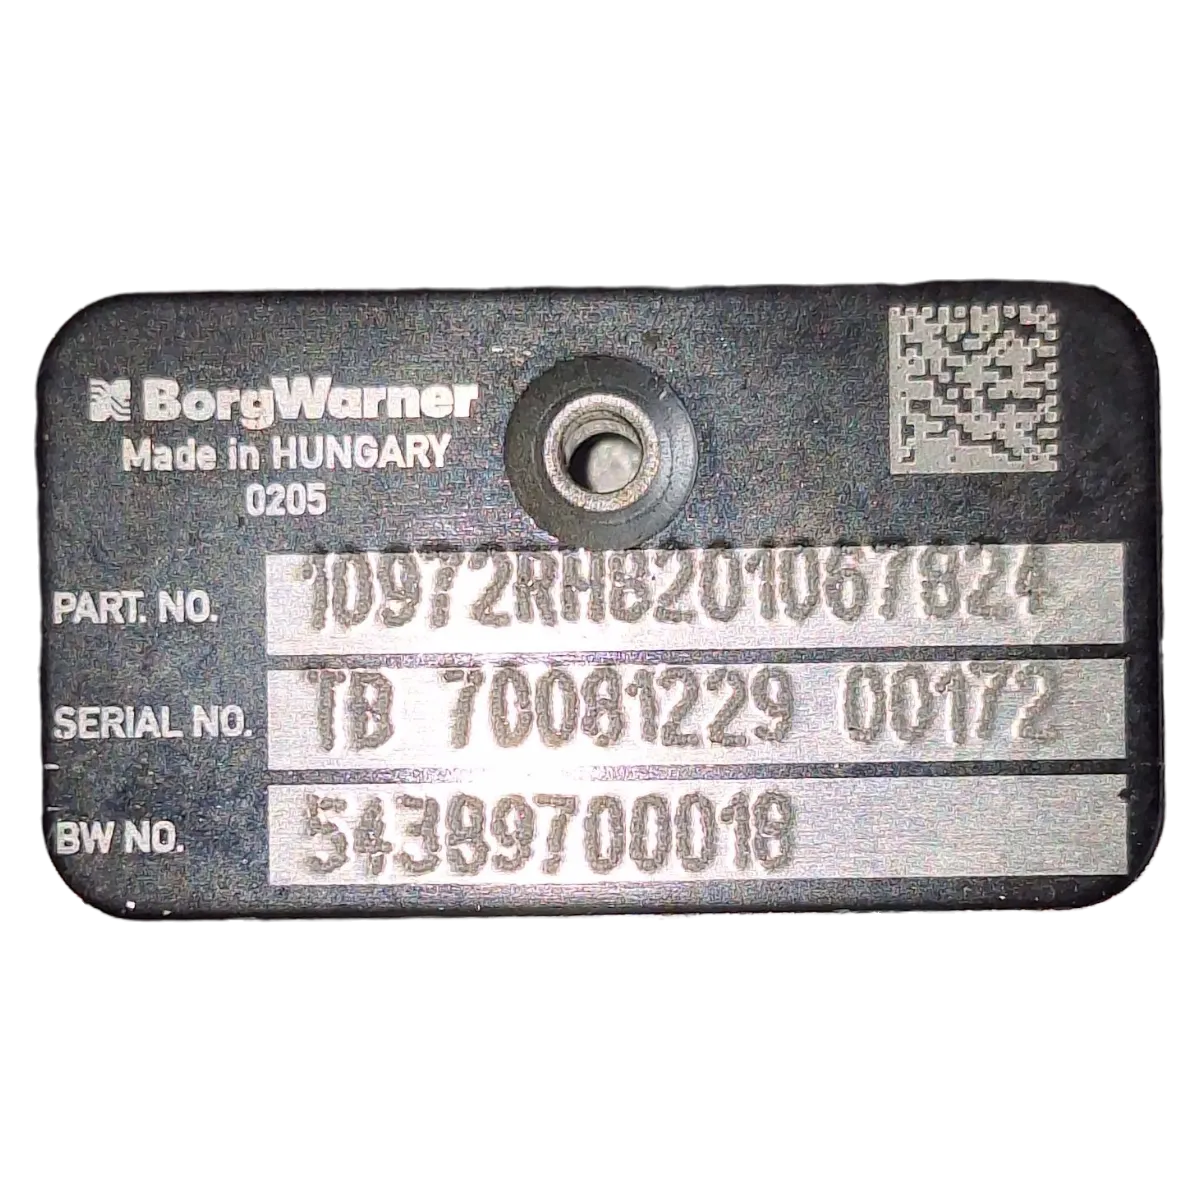 BorgWarner
Made in HUNGARY
0205
PART. NO. 1D972RH8201067824
SERIAL NO. TB 70081229 00172
BW NO. 54389700018